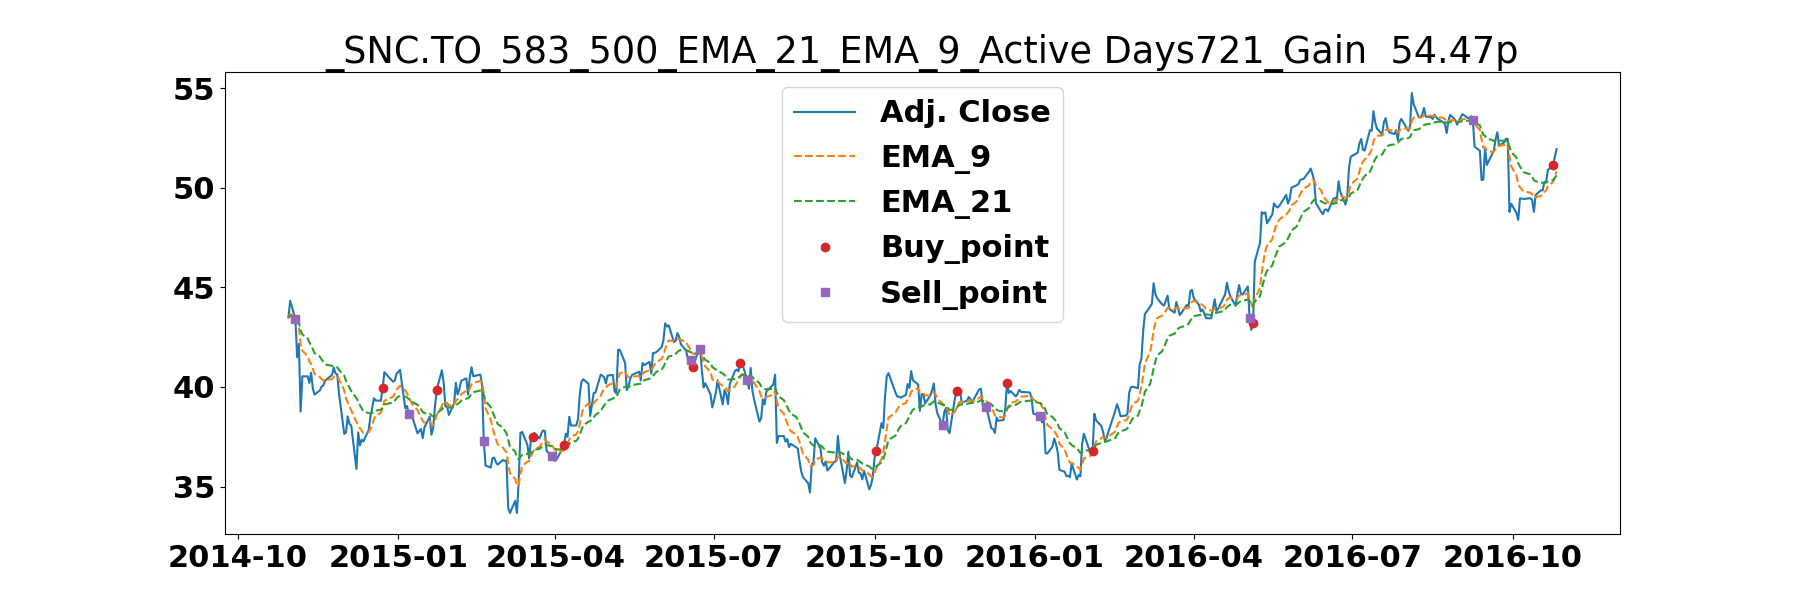 _SNC.TO_583_500_EMA_21_EMA_9_Active Days721_Gain  54.47p
55
50
45
40
35
Adj. Close
EMA_9
EMA_21
Buy_point
Sell_point
2014-10 2015-01 2015-04 2015-07 2015-10 2016-01 2016-04 2016-07 2016-10